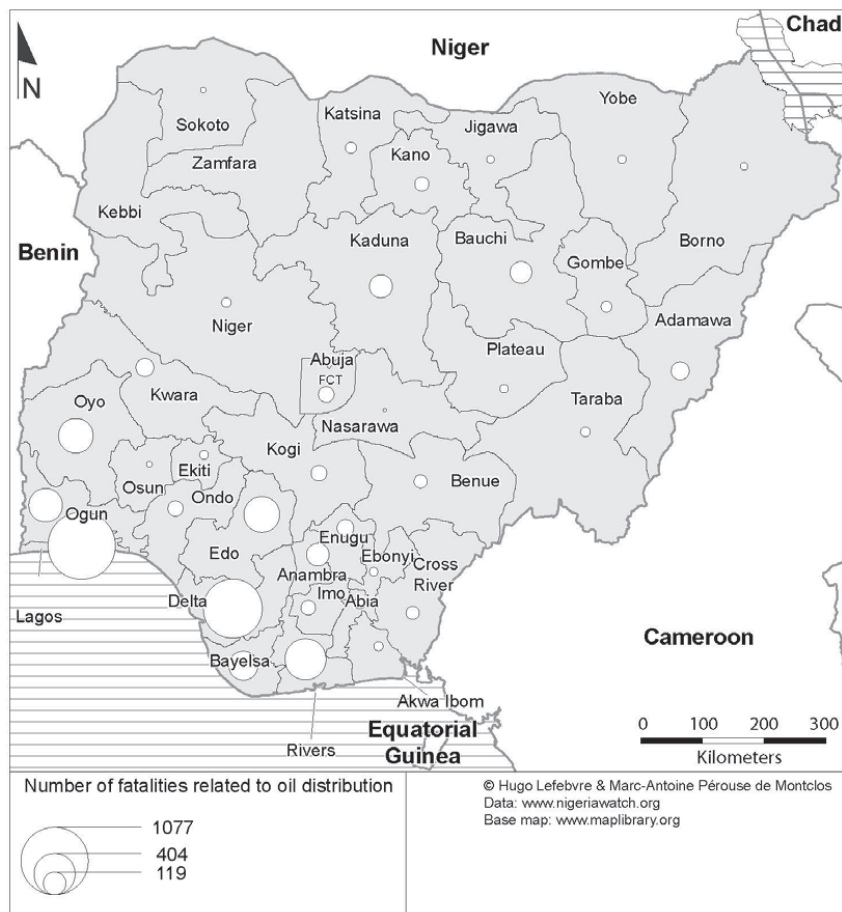 Chad
Niger
N
Yobe
Katsina
Jigawa
Sokoto
Kano
Zamfara
Kebbi
Kaduna
Bauchi
Borno
Benin
Gombe
Niger
Adamawa
Abuja
FCT
Plateau
Oyo
Kwara
Taraba
Nasarawa
Kogi
Osun
Ekiti
Benue
Ondo
Ogun
Enugu
Edo
Ebonyi
Cross
River
Anambra
Imo
Abia
Delta
Lagos
Cameroon
Bayelsa
Akwa Ibom
Equatorial
Guinea
Rivers
0 100 200 300
Kilometers
Number of fatalities related to oil distribution
1077
404
119
© Hugo Lefebvre & Marc-Antoine Pérouse de Montclos
Data: www.nigeriawatch.org
Base map: www.maplibrary.org